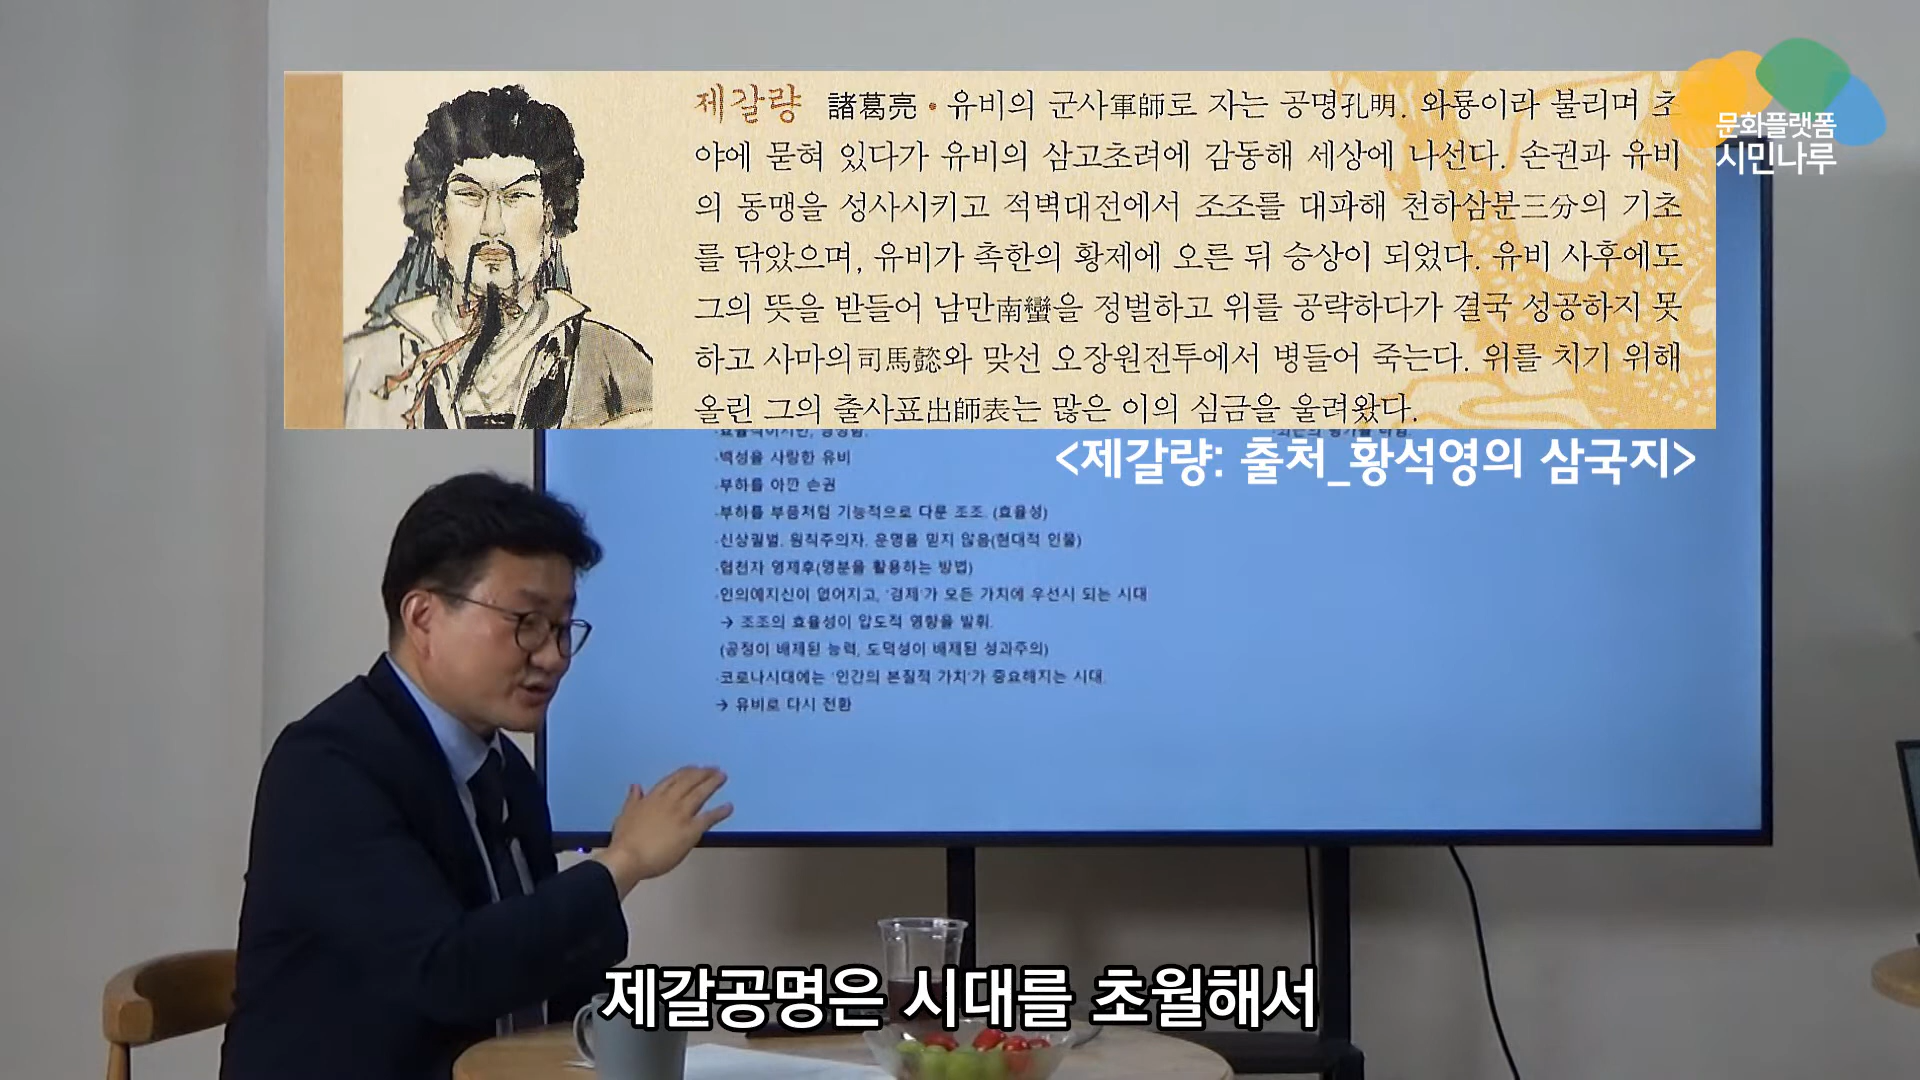 제갈량 諸葛亮 • 유비의 군사軍師로 자는 공명孔明. 와룡이라 불리며 초
야에 묻혀 있다가 유비의 삼고초려에 감동해 세상에 나선다. 손권과 유비
의 동맹을 성사시키고 적벽대전에서 조조를 대파해 천하삼분三分의 기초
를 닦았으며, 유비가 촉한의 황제에 오른 뒤 승상이 되었다. 유비 사후에도
그의 뜻을 받들어 남만南蠻을 정벌하고 위를 공략하다가 결국 성공하지 못
하고 사마의司馬懿와 맞선 오장원전투에서 병들어 죽는다. 위를 치기 위해
올린 그의 출사표出師表는 많은 이의 심금을 울려왔다.
문화플랫폼
시민나루
<제갈량: 출처_황석영의 삼국지>
·백성을 사랑한 유비
·부하를 아낀 손권
·부하를 부품처럼 기능적으로 다룬 조조. (효율성)
·신상필벌, 원칙주의자, 운명을 믿지 않음(현대적 인물)
·협천자 영제후(명분을 활용하는 방법)
·인의예지신이 없어지고, '경제'가 모든 가치에 우선시 되는 시대
→ 조조의 효율성이 압도적 영향을 발휘.
(공정이 배제된 능력, 도덕성이 배제된 성과주의)
·코로나시대에는 '인간의 본질적 가치'가 중요해지는 시대.
→ 유비로 다시 전환
제갈공명은 시대를 초월해서